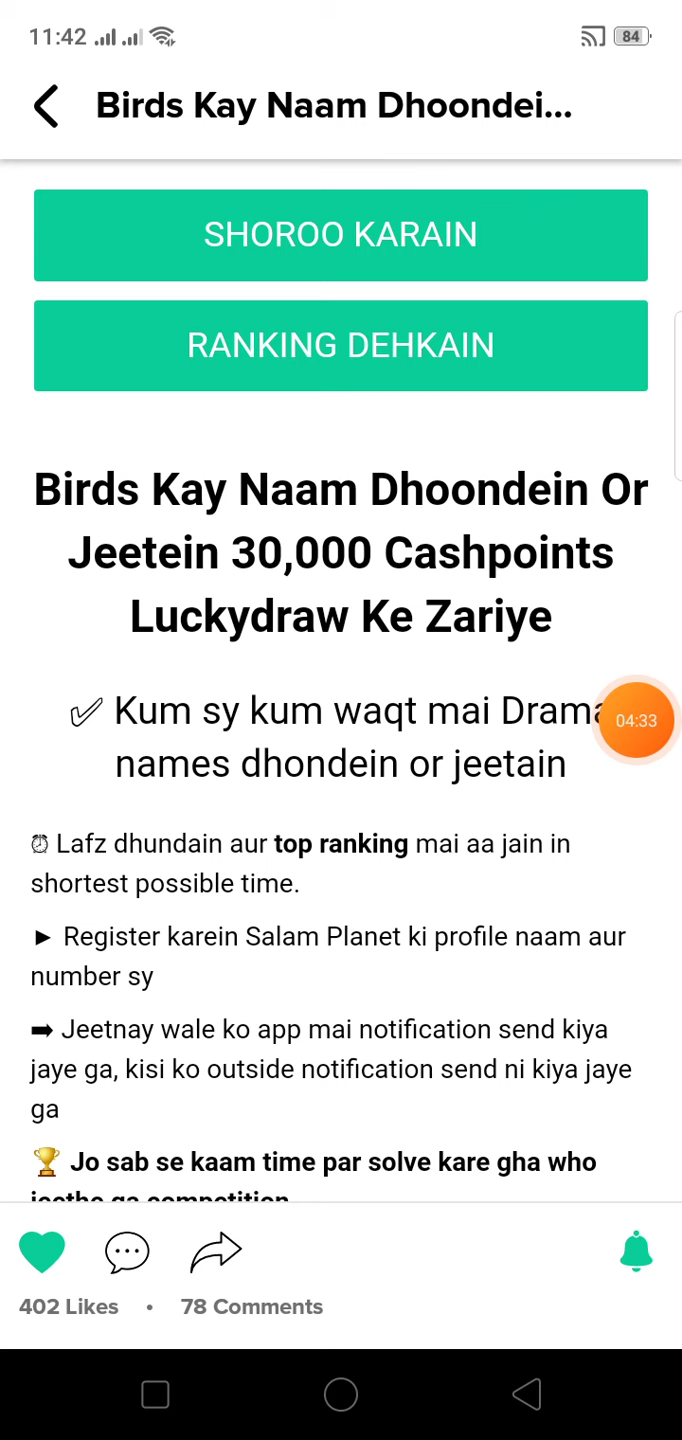 11:42
84
Birds Kay Naam Dhoondei...
SHOROO KARAIN
RANKING DEHKAIN
Birds Kay Naam Dhoondein Or
Jeetein 30,000 Cashpoints
Luckydraw Ke Zariye
✅ Kum sy kum waqt mai Drama
04:33
names dhondein or jeetain
⏰ Lafz dhundain aur top ranking mai aa jain in
shortest possible time.
► Register karein Salam Planet ki profile naam aur
number sy
➡ Jeetnay wale ko app mai notification send kiya
jaye ga, kisi ko outside notification send ni kiya jaye
ga
🏆 Jo sab se kaam time par solve kare gha who
jeethe ga competition
402 Likes • 78 Comments